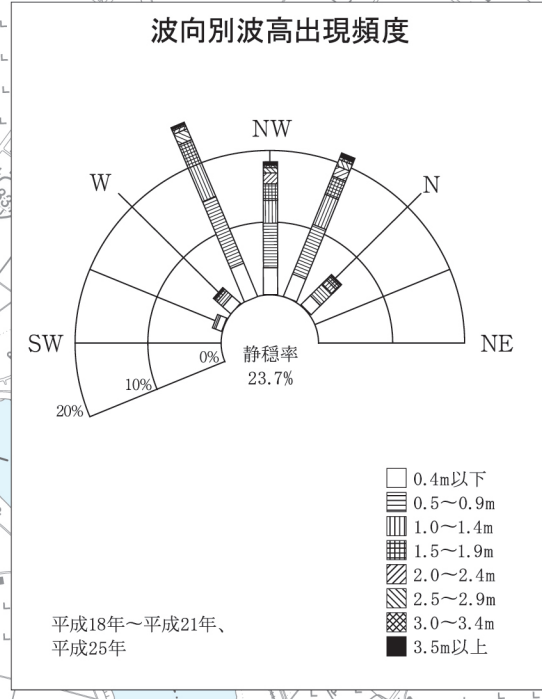 波向別波高出現頻度
NW
W
N
SW
NE
0%
10%
20%
静穏率
23.7%
0.4m以下
0.5～0.9m
1.0～1.4m
1.5～1.9m
2.0～2.4m
2.5～2.9m
3.0～3.4m
3.5m以上
平成18年～平成21年、
平成25年